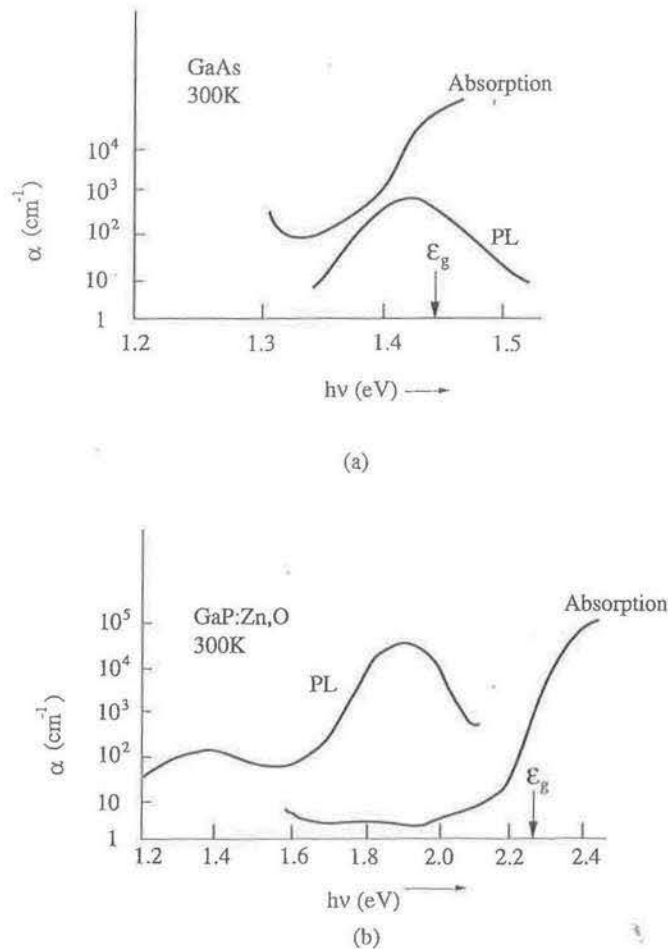 GaAs
300K
Absorption
10⁴
10³
10²
10
1
α (cm⁻¹)
PL
εg
1.2 1.3 1.4 1.5
hν (eV)
(a)
GaP:Zn,O
300K
Absorption
10⁵
10⁴
10³
10²
10
1
α (cm⁻¹)
PL
εg
1.2 1.4 1.6 1.8 2.0 2.2 2.4
hν (eV)
(b)